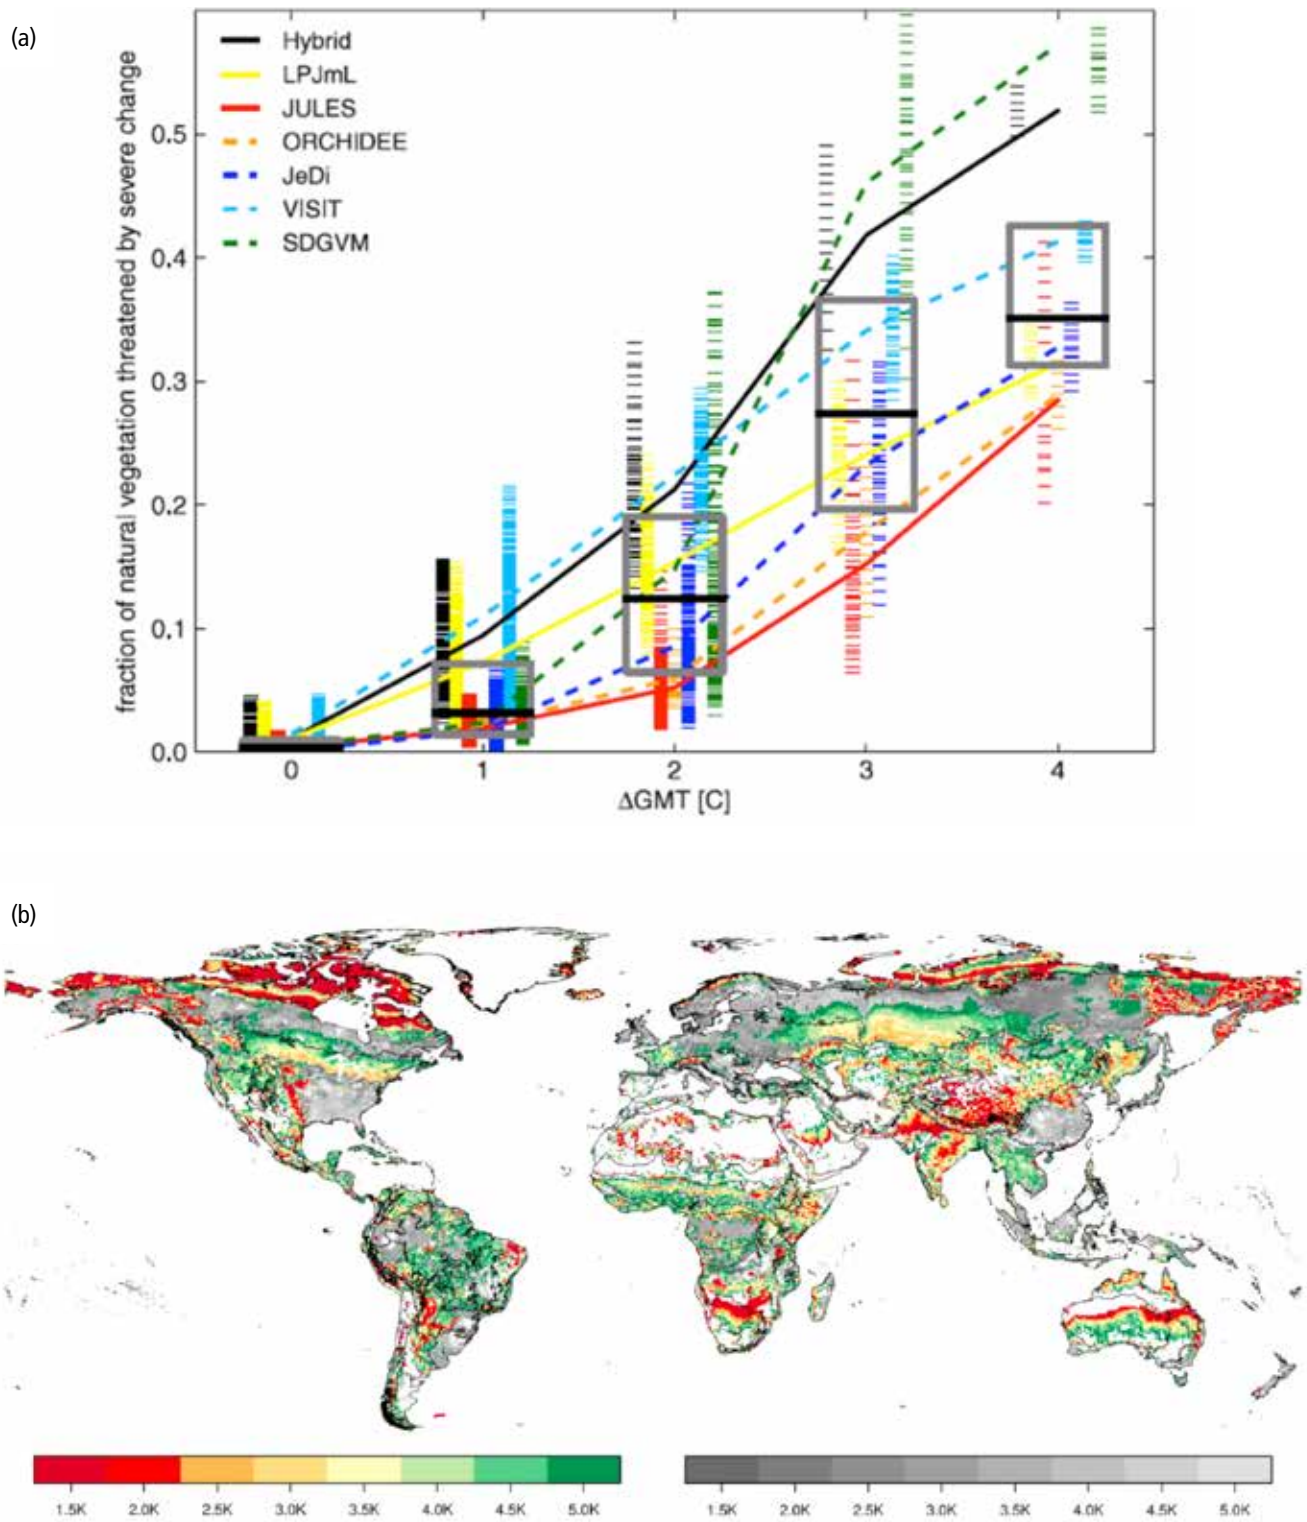 (a)
Hybrid
LPJmL
JULES
ORCHIDEE
JeDi
VISIT
SDGVM
fraction of natural vegetation threatened by severe change
0.5
0.4
0.3
0.2
0.1
0.0
0 1 2 3 4
ΔGMT [C]
(b)
1.5K 2.0K 2.5K 3.0K 3.5K 4.0K 4.5K 5.0K
1.5K 2.0K 2.5K 3.0K 3.5K 4.0K 4.5K 5.0K